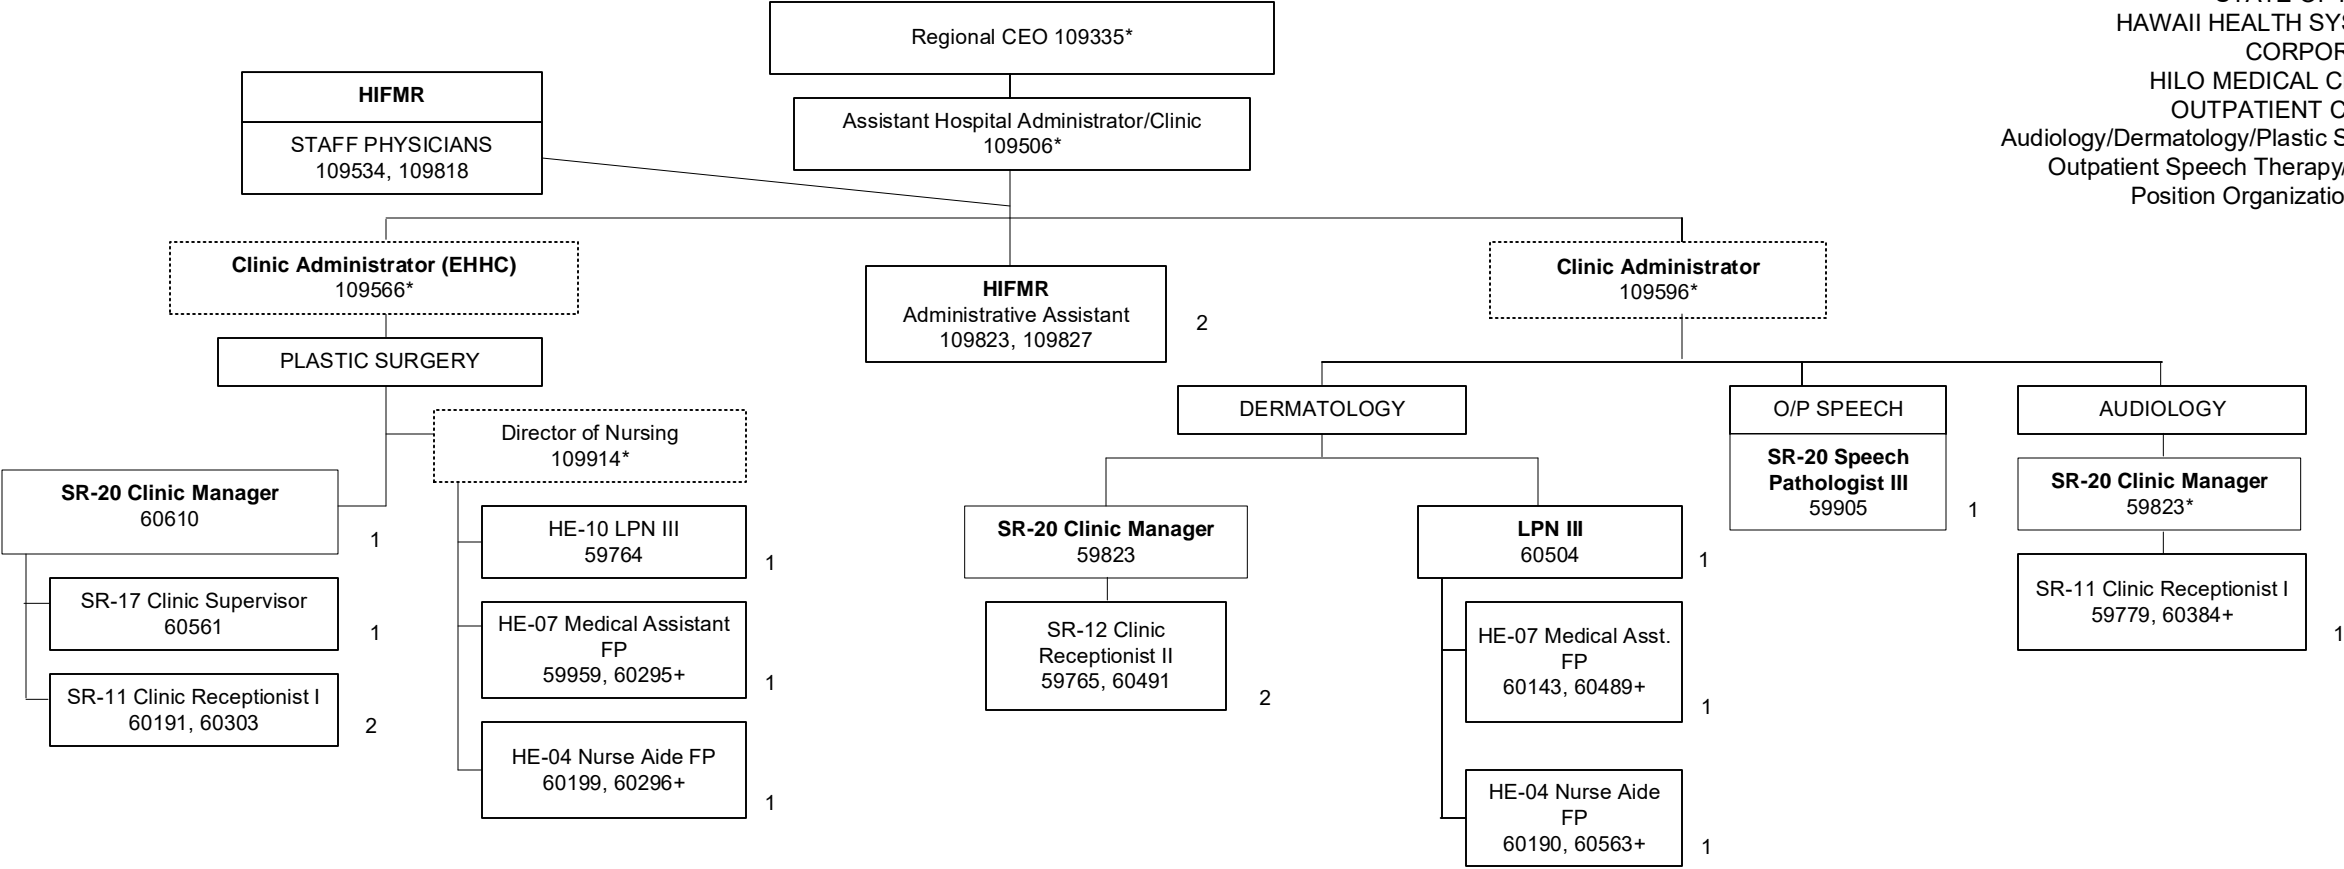 Regional CEO 109335*
HAWAII HEALTH
HILO MEDICAL
OUTPATIENT
Audiology/Dermatology/Plastic
Outpatient Speech Therapy/
Position
HIFMR
STAFF PHYSICIANS
109534, 109818
Assistant Hospital Administrator/Clinic
109506*
Clinic Administrator (EHHC)
109566*
HIFMR
Administrative Assistant
109823, 109827
2
Clinic Administrator
109596*
PLASTIC SURGERY
Director of Nursing
109914*
SR-20 Clinic Manager
60610
1
SR-17 Clinic Supervisor
60561
1
SR-11 Clinic Receptionist I
60191, 60303
2
HE-10 LPN III
59764
1
HE-07 Medical Assistant
FP
59959, 60295+
1
HE-04 Nurse Aide FP
60199, 60296+
1
DERMATOLOGY
SR-20 Clinic Manager
59823
SR-12 Clinic
Receptionist II
59765, 60491
2
LPN III
60504
1
HE-07 Medical Asst.
FP
60143, 60489+
1
HE-04 Nurse Aide
FP
60190, 60563+
1
O/P SPEECH
SR-20 Speech
Pathologist III
59905
1
AUDIOLOGY
SR-20 Clinic Manager
59823*
SR-11 Clinic Receptionist I
59779, 60384+
1